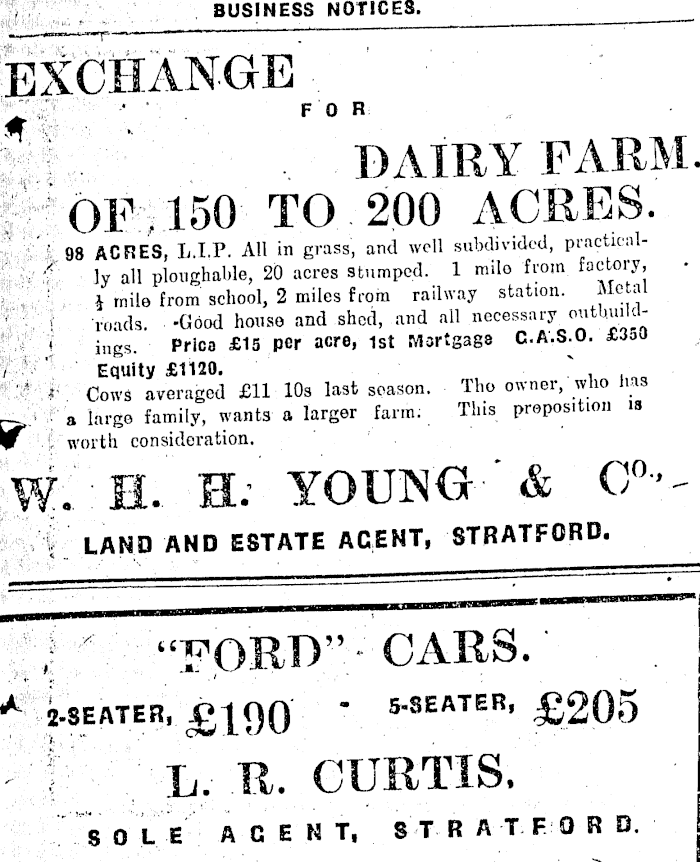 BUSINESS NOTICES.
EXCHANGE
FOR
DAIRY FARM.
OF 150 TO 200 ACRES.
98 ACRES, L.I.P. All in grass, and well subdivided, practical-
ly all ploughable, 20 acres stumped. 1 mile from factory,
½ mile from school, 2 miles from railway station. Metal
roads. Good house and shed, and all necessary outbuild-
ings. Price £15 per acre, 1st Mortgage C.A.S.O. £350
Equity £1120.
Cows averaged £11 10s last season. The owner, who has
a large family, wants a larger farm. This proposition is
worth consideration.
W. H. H. YOUNG & Co.,
LAND AND ESTATE AGENT, STRATFORD.
"FORD" CARS.
2-SEATER, £190 - 5-SEATER, £205
L. R. CURTIS,
SOLE AGENT, STRATFORD.